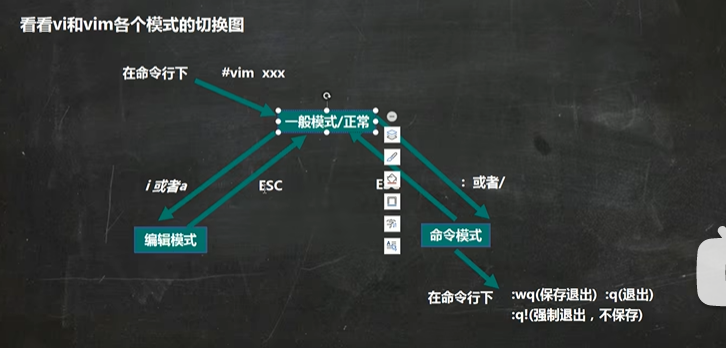 看看vi和vim各个模式的切换图
在命令行下 #vim xxx
一般模式/正常
i 或者a
ESC
: 或者/
编辑模式
命令模式
在命令行下 :wq(保存退出) :q(退出)
:q!(强制退出，不保存)